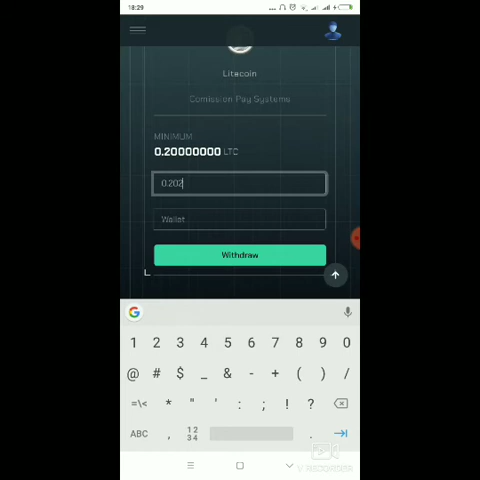 18:29
Litecoin
Comission Pay Systems
MINIMUM
0.20000000 LTC
0.202
Wallet
Withdraw
G
1 2 3 4 5 6 7 8 9 0
@ # $ _ & - + ( ) /
=\< * " ' : ; ! ?
ABC , 12 34 .
V RECORDER